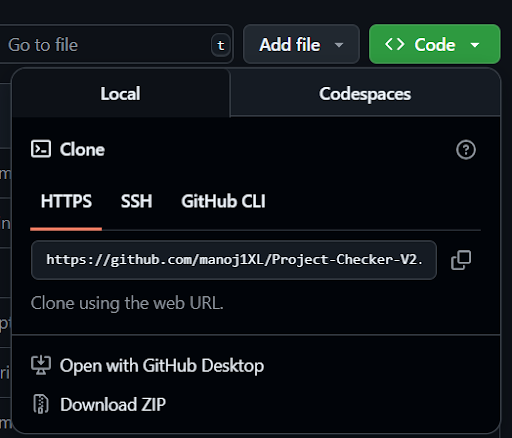 Go to file t Add file Code
Local Codespaces
Clone
HTTPS SSH GitHub CLI
https://github.com/manoj1XL/Project-Checker-V2.
Clone using the web URL.
Open with GitHub Desktop
Download ZIP